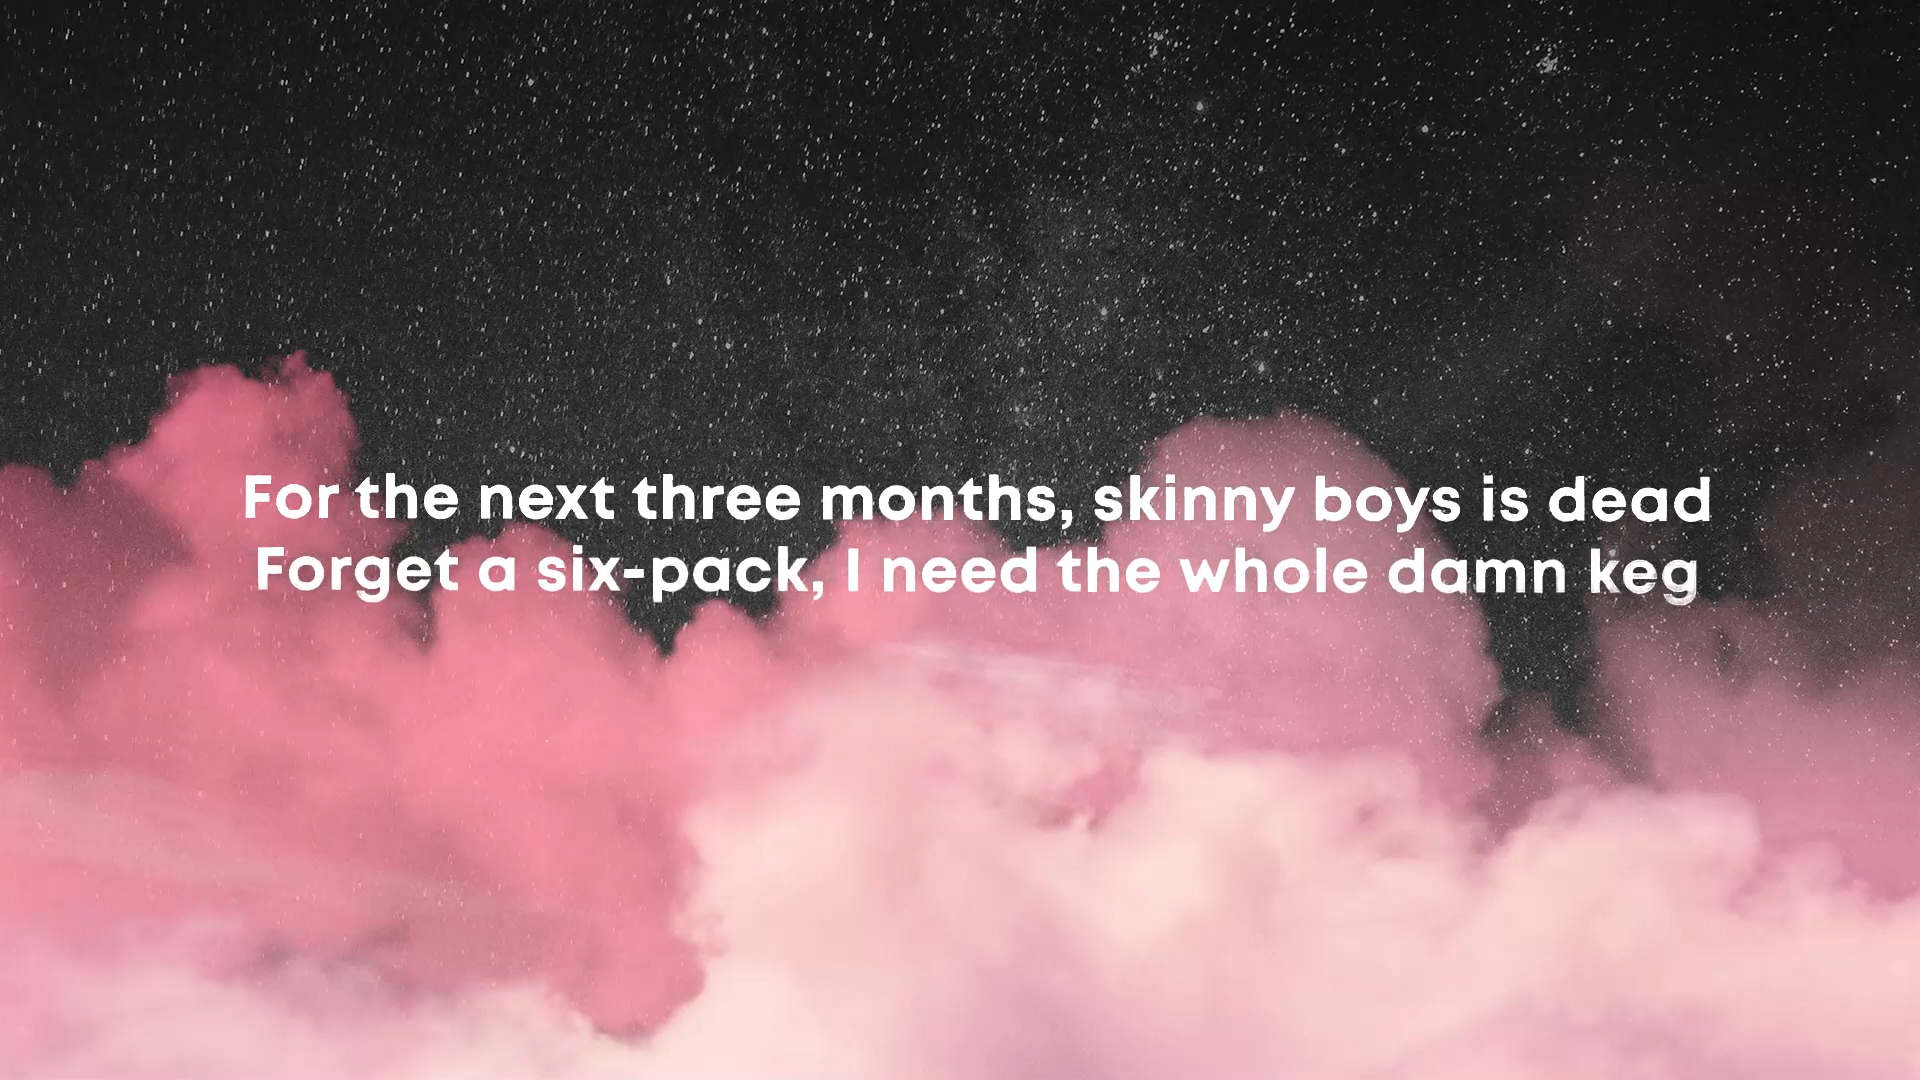 For the next three months, skinny boys is dead
Forget a six-pack, I need the whole damn keg